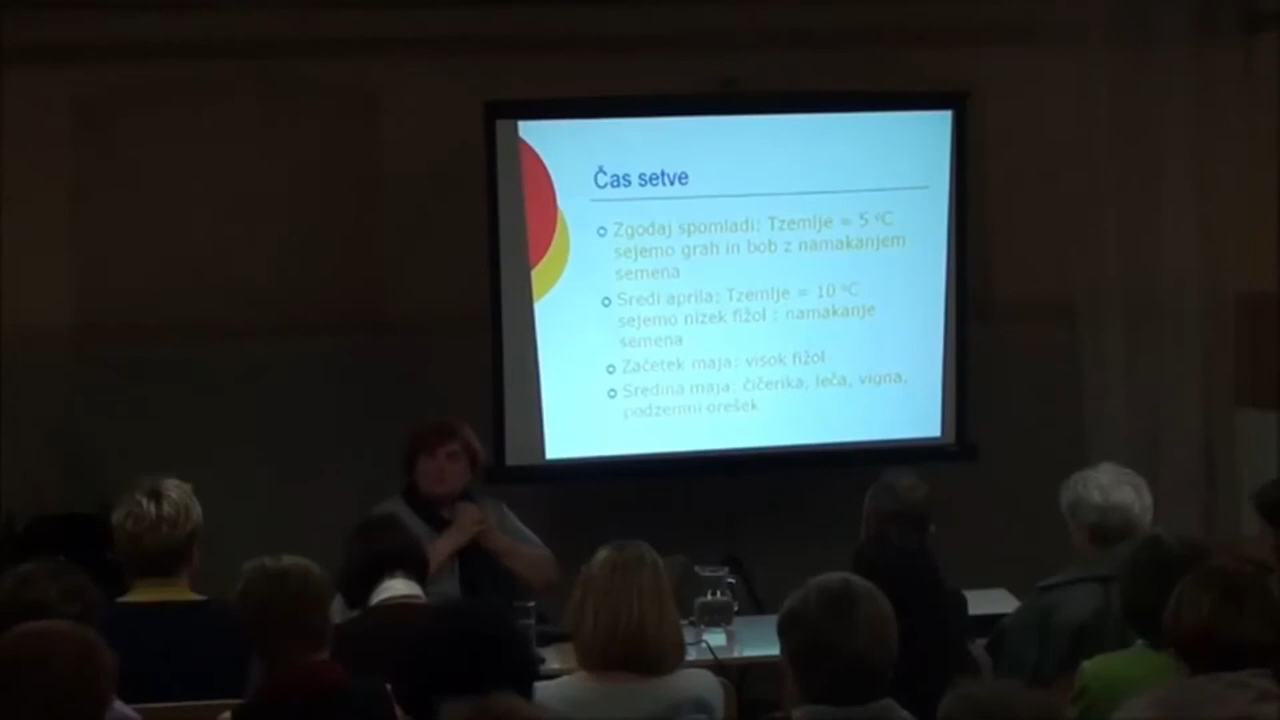 Čas setve
Zgodaj spomladi: Tzemlje = 5 ºC
sejemo grah in bob z namakanjem
semena
Sredi aprila: Tzemlje = 10 ºC
sejemo nizek fižol : namakanje
semena
Začetek maja: visok fižol
Sredina maja: čičerika, leča, vigna,
podzemni orešek